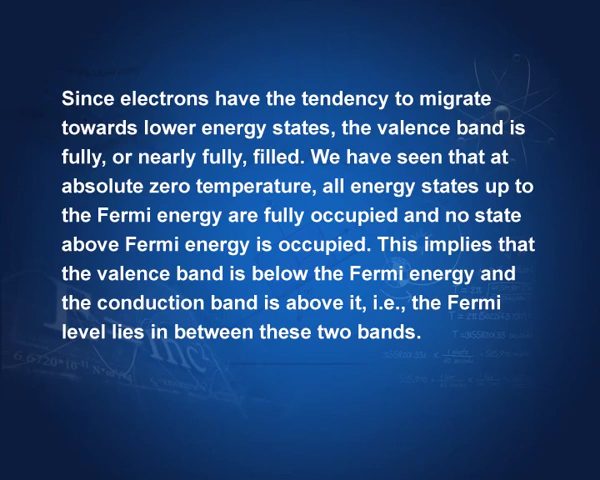 Since electrons have the tendency to migrate
towards lower energy states, the valence band is
fully, or nearly fully, filled. We have seen that at
absolute zero temperature, all energy states up to
the Fermi energy are fully occupied and no state
above Fermi energy is occupied. This implies that
the valence band is below the Fermi energy and
the conduction band is above it, i.e., the Fermi
level lies in between these two bands.